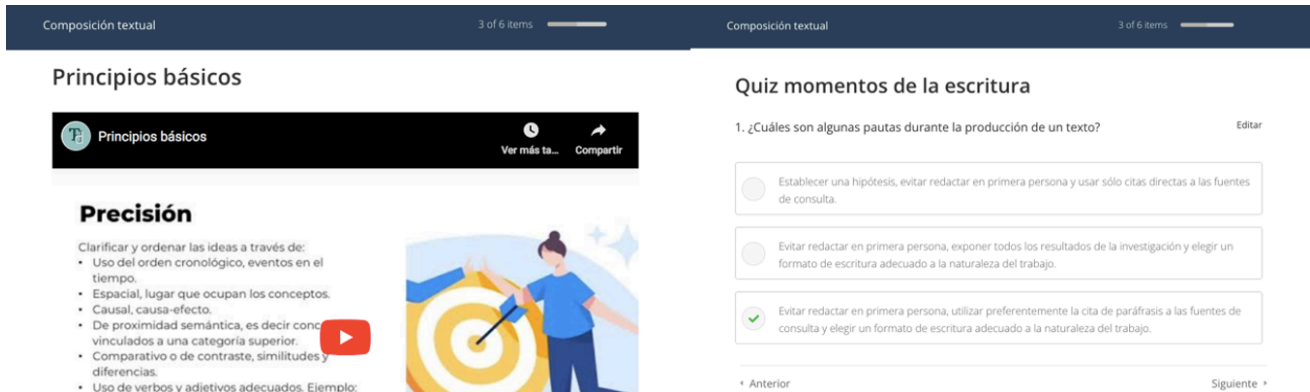 Composición textual
3 of 6 items
Principios básicos
Principios básicos
Ver más ta...
Compartir
Precisión
Clarificar y ordenar las ideas a través de:
• Uso del orden cronológico, eventos en el
tiempo.
• Espacial, lugar que ocupan los conceptos.
• Causal, causa-efecto.
• De proximidad semántica, es decir conc
vinculados a una categoría superior.
• Comparativo o de contraste, similitudes y
diferencias.
• Uso de verbos y adjetivos adecuados. Ejemplo:
Composición textual
3 of 6 items
Quiz momentos de la escritura
1. ¿Cuáles son algunas pautas durante la producción de un texto?
Editar
Establecer una hipótesis, evitar redactar en primera persona y usar sólo citas directas a las fuentes
de consulta.
Evitar redactar en primera persona, exponer todos los resultados de la investigación y elegir un
formato de escritura adecuado a la naturaleza del trabajo.
Evitar redactar en primera persona, utilizar preferentemente la cita de paráfrasis a las fuentes de
consulta y elegir un formato de escritura adecuado a la naturaleza del trabajo.
Anterior
Siguiente